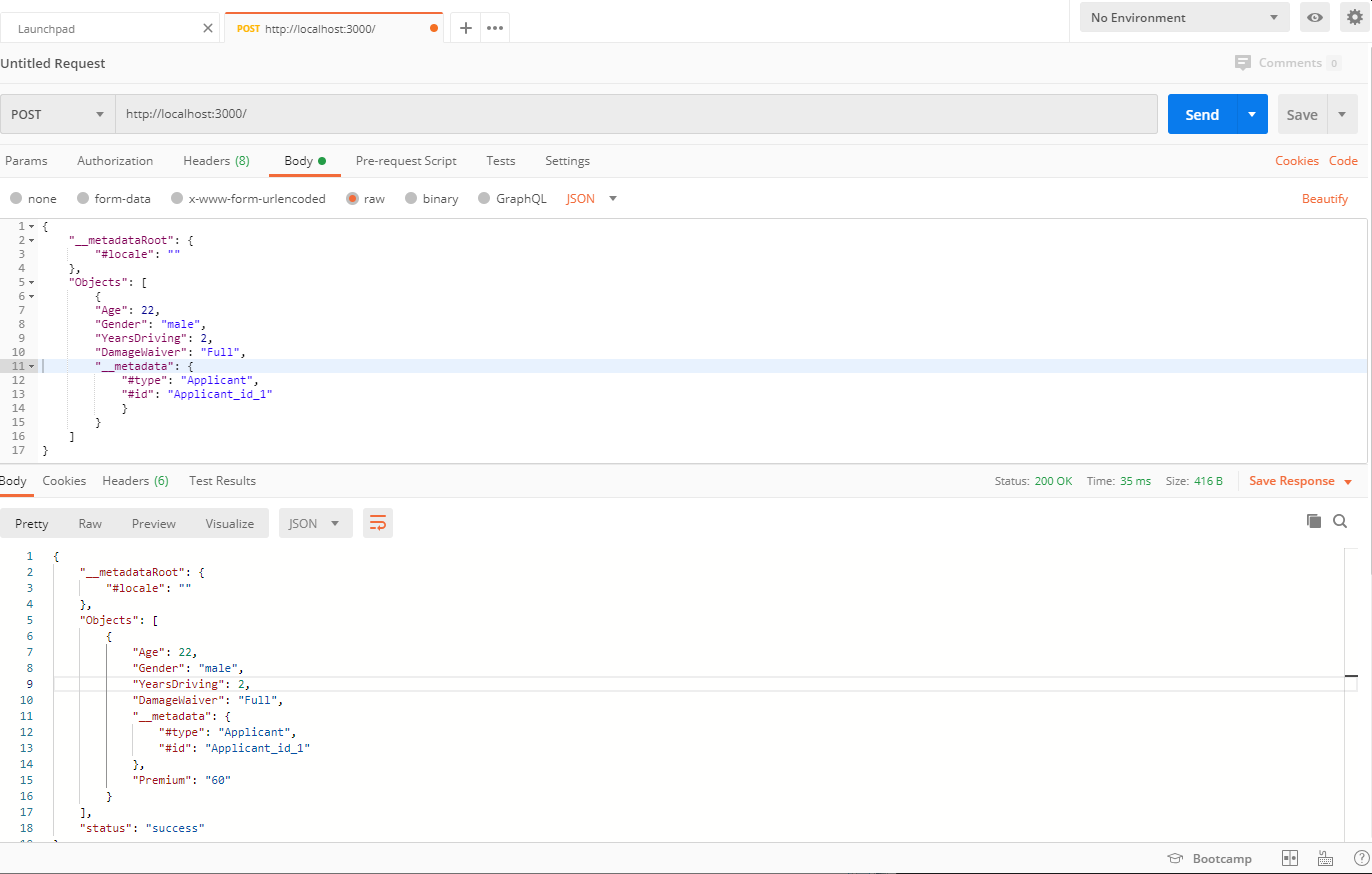 Launchpad
POST http://localhost:3000/
No Environment
Untitled Request
Comments 0
POST http://localhost:3000/ Send Save
Params Authorization Headers (8) Body Pre-request Script Tests Settings Cookies Code
none form-data x-www-form-urlencoded raw binary GraphQL JSON Beautify
1 {
2 "__metadataRoot": {
3 "#locale": ""
4 },
5 "Objects": [
6 {
7 "Age": 22,
8 "Gender": "male",
9 "YearsDriving": 2,
10 "DamageWaiver": "Full",
11 "__metadata": {
12 "#type": "Applicant",
13 "#id": "Applicant_id_1"
14 }
15 }
16 ]
17 }
Body Cookies Headers (6) Test Results Status: 200 OK Time: 35 ms Size: 416 B Save Response
Pretty Raw Preview Visualize JSON
1 {
2 "__metadataRoot": {
3 "#locale": ""
4 },
5 "Objects": [
6 {
7 "Age": 22,
8 "Gender": "male",
9 "YearsDriving": 2,
10 "DamageWaiver": "Full",
11 "__metadata": {
12 "#type": "Applicant",
13 "#id": "Applicant_id_1"
14 },
15 "Premium": "60"
16 }
17 ],
18 "status": "success"
Bootcamp